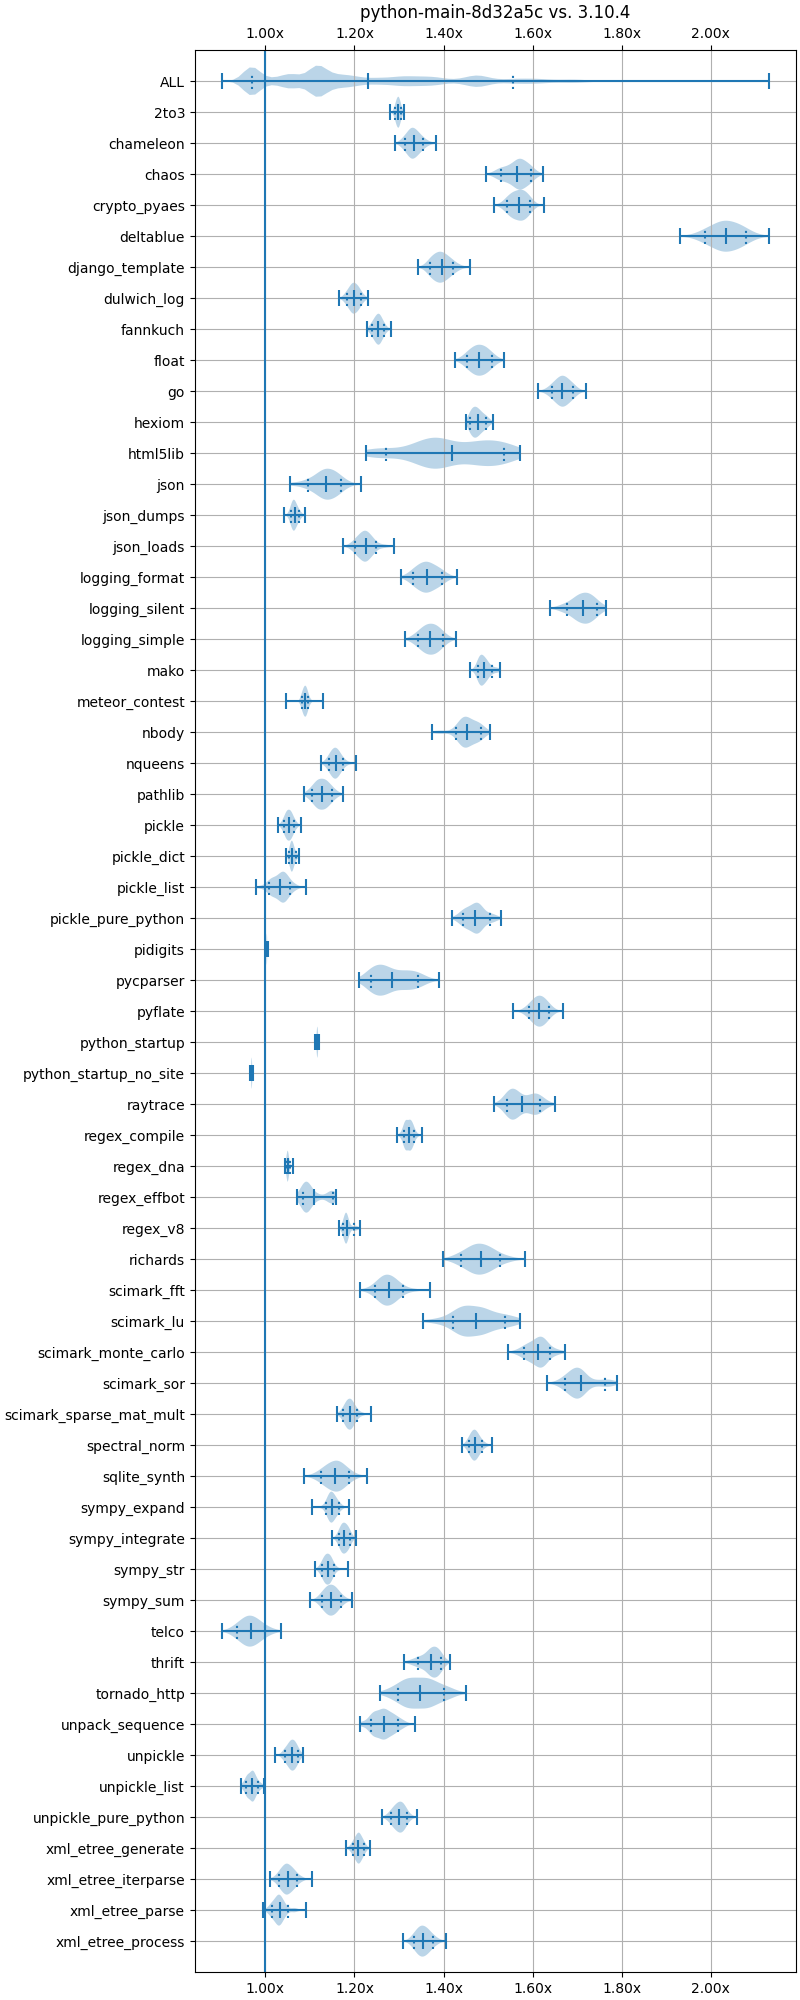 python-main-8d32a5c vs. 3.10.4
1.00x 1.20x 1.40x 1.60x 1.80x 2.00x
ALL
2to3
chameleon
chaos
crypto_pyaes
deltablue
django_template
dulwich_log
fannkuch
float
go
hexiom
html5lib
json
json_dumps
json_loads
logging_format
logging_silent
logging_simple
mako
meteor_contest
nbody
nqueens
pathlib
pickle
pickle_dict
pickle_list
pickle_pure_python
pidigits
pycparser
pyflate
python_startup
python_startup_no_site
raytrace
regex_compile
regex_dna
regex_effbot
regex_v8
richards
scimark_fft
scimark_lu
scimark_monte_carlo
scimark_sor
scimark_sparse_mat_mult
spectral_norm
sqlite_synth
sympy_expand
sympy_integrate
sympy_str
sympy_sum
telco
thrift
tornado_http
unpack_sequence
unpickle
unpickle_list
unpickle_pure_python
xml_etree_generate
xml_etree_iterparse
xml_etree_parse
xml_etree_process
1.00x 1.20x 1.40x 1.60x 1.80x 2.00x